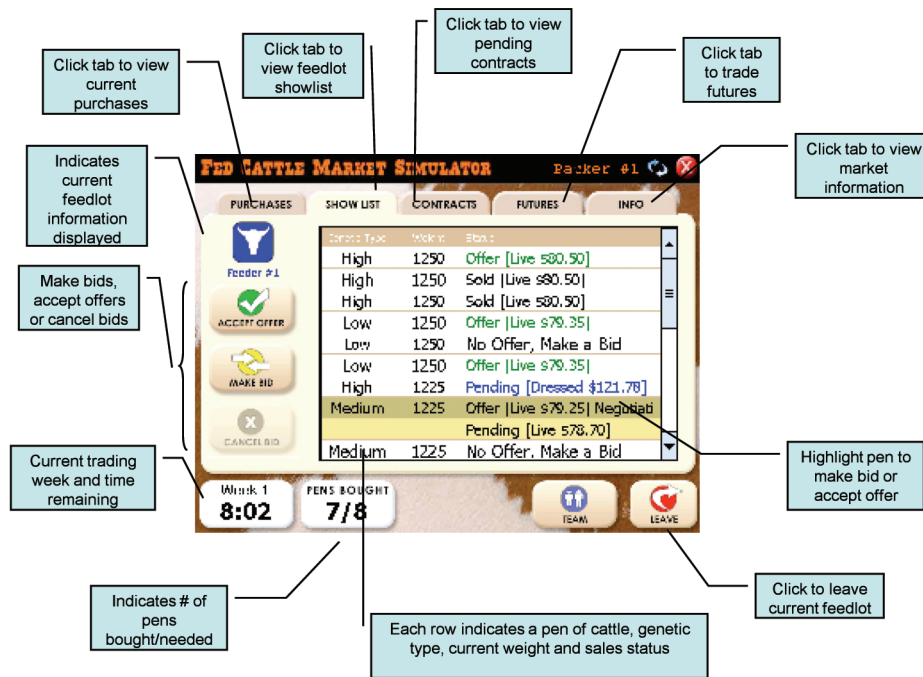 Click tab to view
current
purchases
Click tab to
view feedlot
showlist
Click tab to view
pending
contracts
Click tab
to trade
futures
Click tab to view
market
information
Indicates
current
feedlot
information
displayed
Make bids,
accept offers
or cancel bids
Current trading
week and time
remaining
FED CATTLE MARKET SIMULATOR Packer #1
PURCHASES SHOW LIST CONTRACTS FUTURES INFO
Feeder #1
ACCEPT OFFER
MAKE BID
CANCEL BID
Genetic Type Weight Status
High 1250 Offer [Live $80.50]
High 1250 Sold [Live $80.50]
High 1250 Sold [Live $80.50]
Low 1250 Offer [Live $79.35]
Low 1250 No Offer, Make a Bid
Low 1250 Offer [Live $79.35]
High 1225 Pending [Dressed $121.78]
Medium 1225 Offer [Live $79.25] Negotiati
Pending [Live $78.70]
Medium 1225 No Offer, Make a Bid
Week 1
8:02
PENS BOUGHT
7/8
TEAM
LEAVE
Highlight pen to
make bid or
accept offer
Click to leave
current feedlot
Indicates # of
pens
bought/needed
Each row indicates a pen of cattle, genetic
type, current weight and sales status